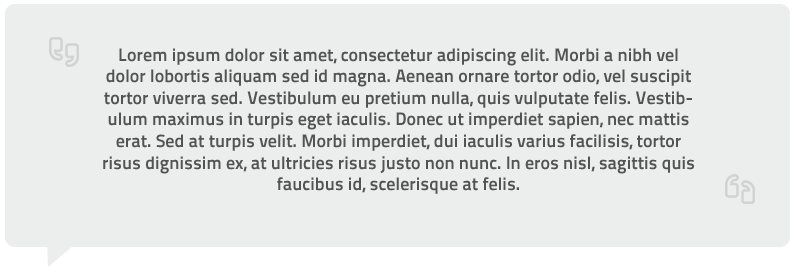 Lorem ipsum dolor sit amet, consectetur adipiscing elit. Morbi a nibh vel
dolor lobortis aliquam sed id magna. Aenean ornare tortor odio, vel suscipit
tortor viverra sed. Vestibulum eu pretium nulla, quis vulputate felis. Vestib-
ulum maximus in turpis eget iaculis. Donec ut imperdiet sapien, nec mattis
erat. Sed at turpis velit. Morbi imperdiet, dui iaculis varius facilisis, tortor
risus dignissim ex, at ultricies risus justo non nunc. In eros nisl, sagittis quis
faucibus id, scelerisque at felis.